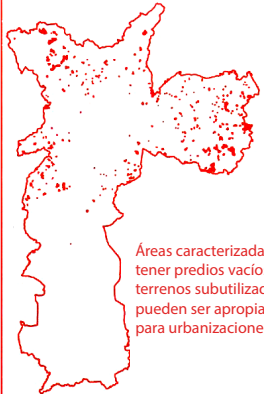 Áreas caracterizada
tener predios vacío
terrenos subutilizad
pueden ser apropia
para urbanizacione